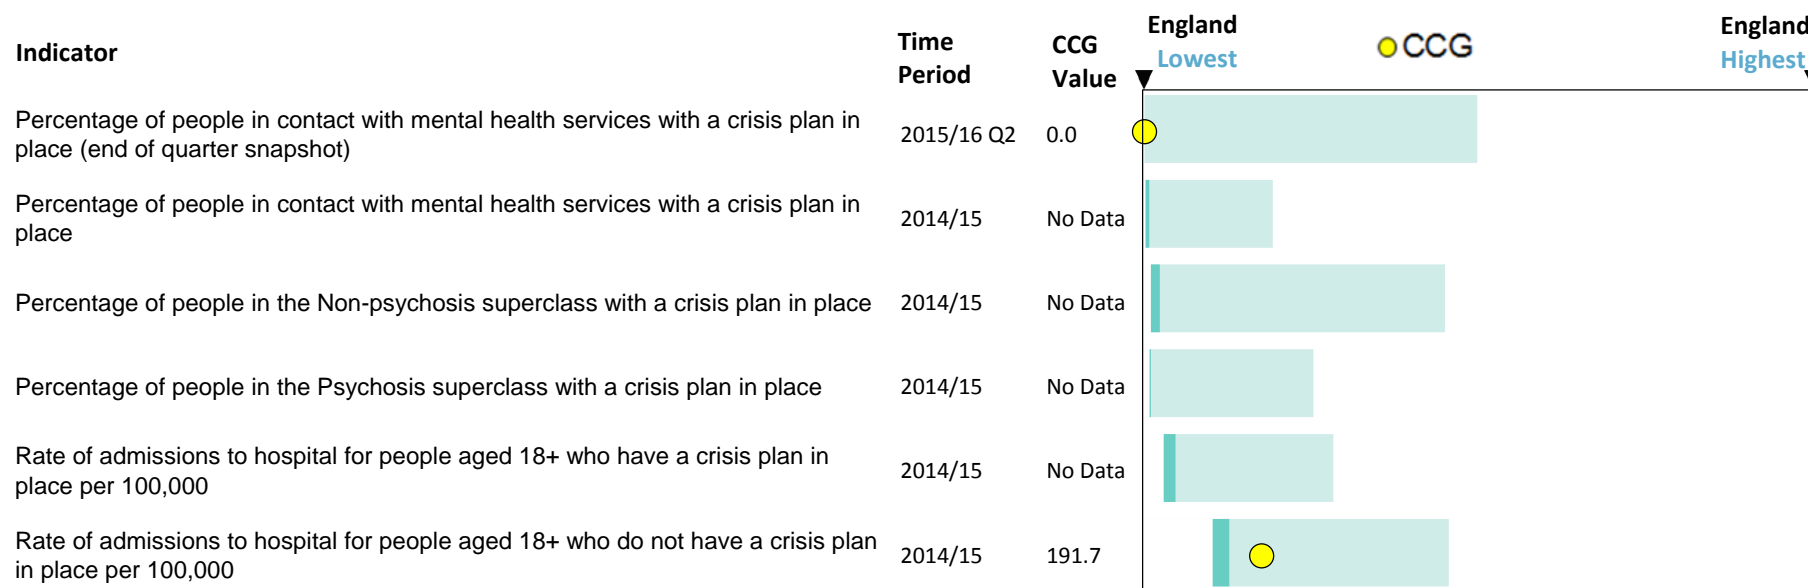 Indicator
Time Period
CCG Value
England Lowest
CCG
England Highest
Percentage of people in contact with mental health services with a crisis plan in
place (end of quarter snapshot)
2015/16 Q2 0.0
Percentage of people in contact with mental health services with a crisis plan in
place
2014/15 No Data
Percentage of people in the Non-psychosis superclass with a crisis plan in place 2014/15 No Data
Percentage of people in the Psychosis superclass with a crisis plan in place 2014/15 No Data
Rate of admissions to hospital for people aged 18+ who have a crisis plan in
place per 100,000
2014/15 No Data
Rate of admissions to hospital for people aged 18+ who do not have a crisis plan
in place per 100,000
2014/15 191.7